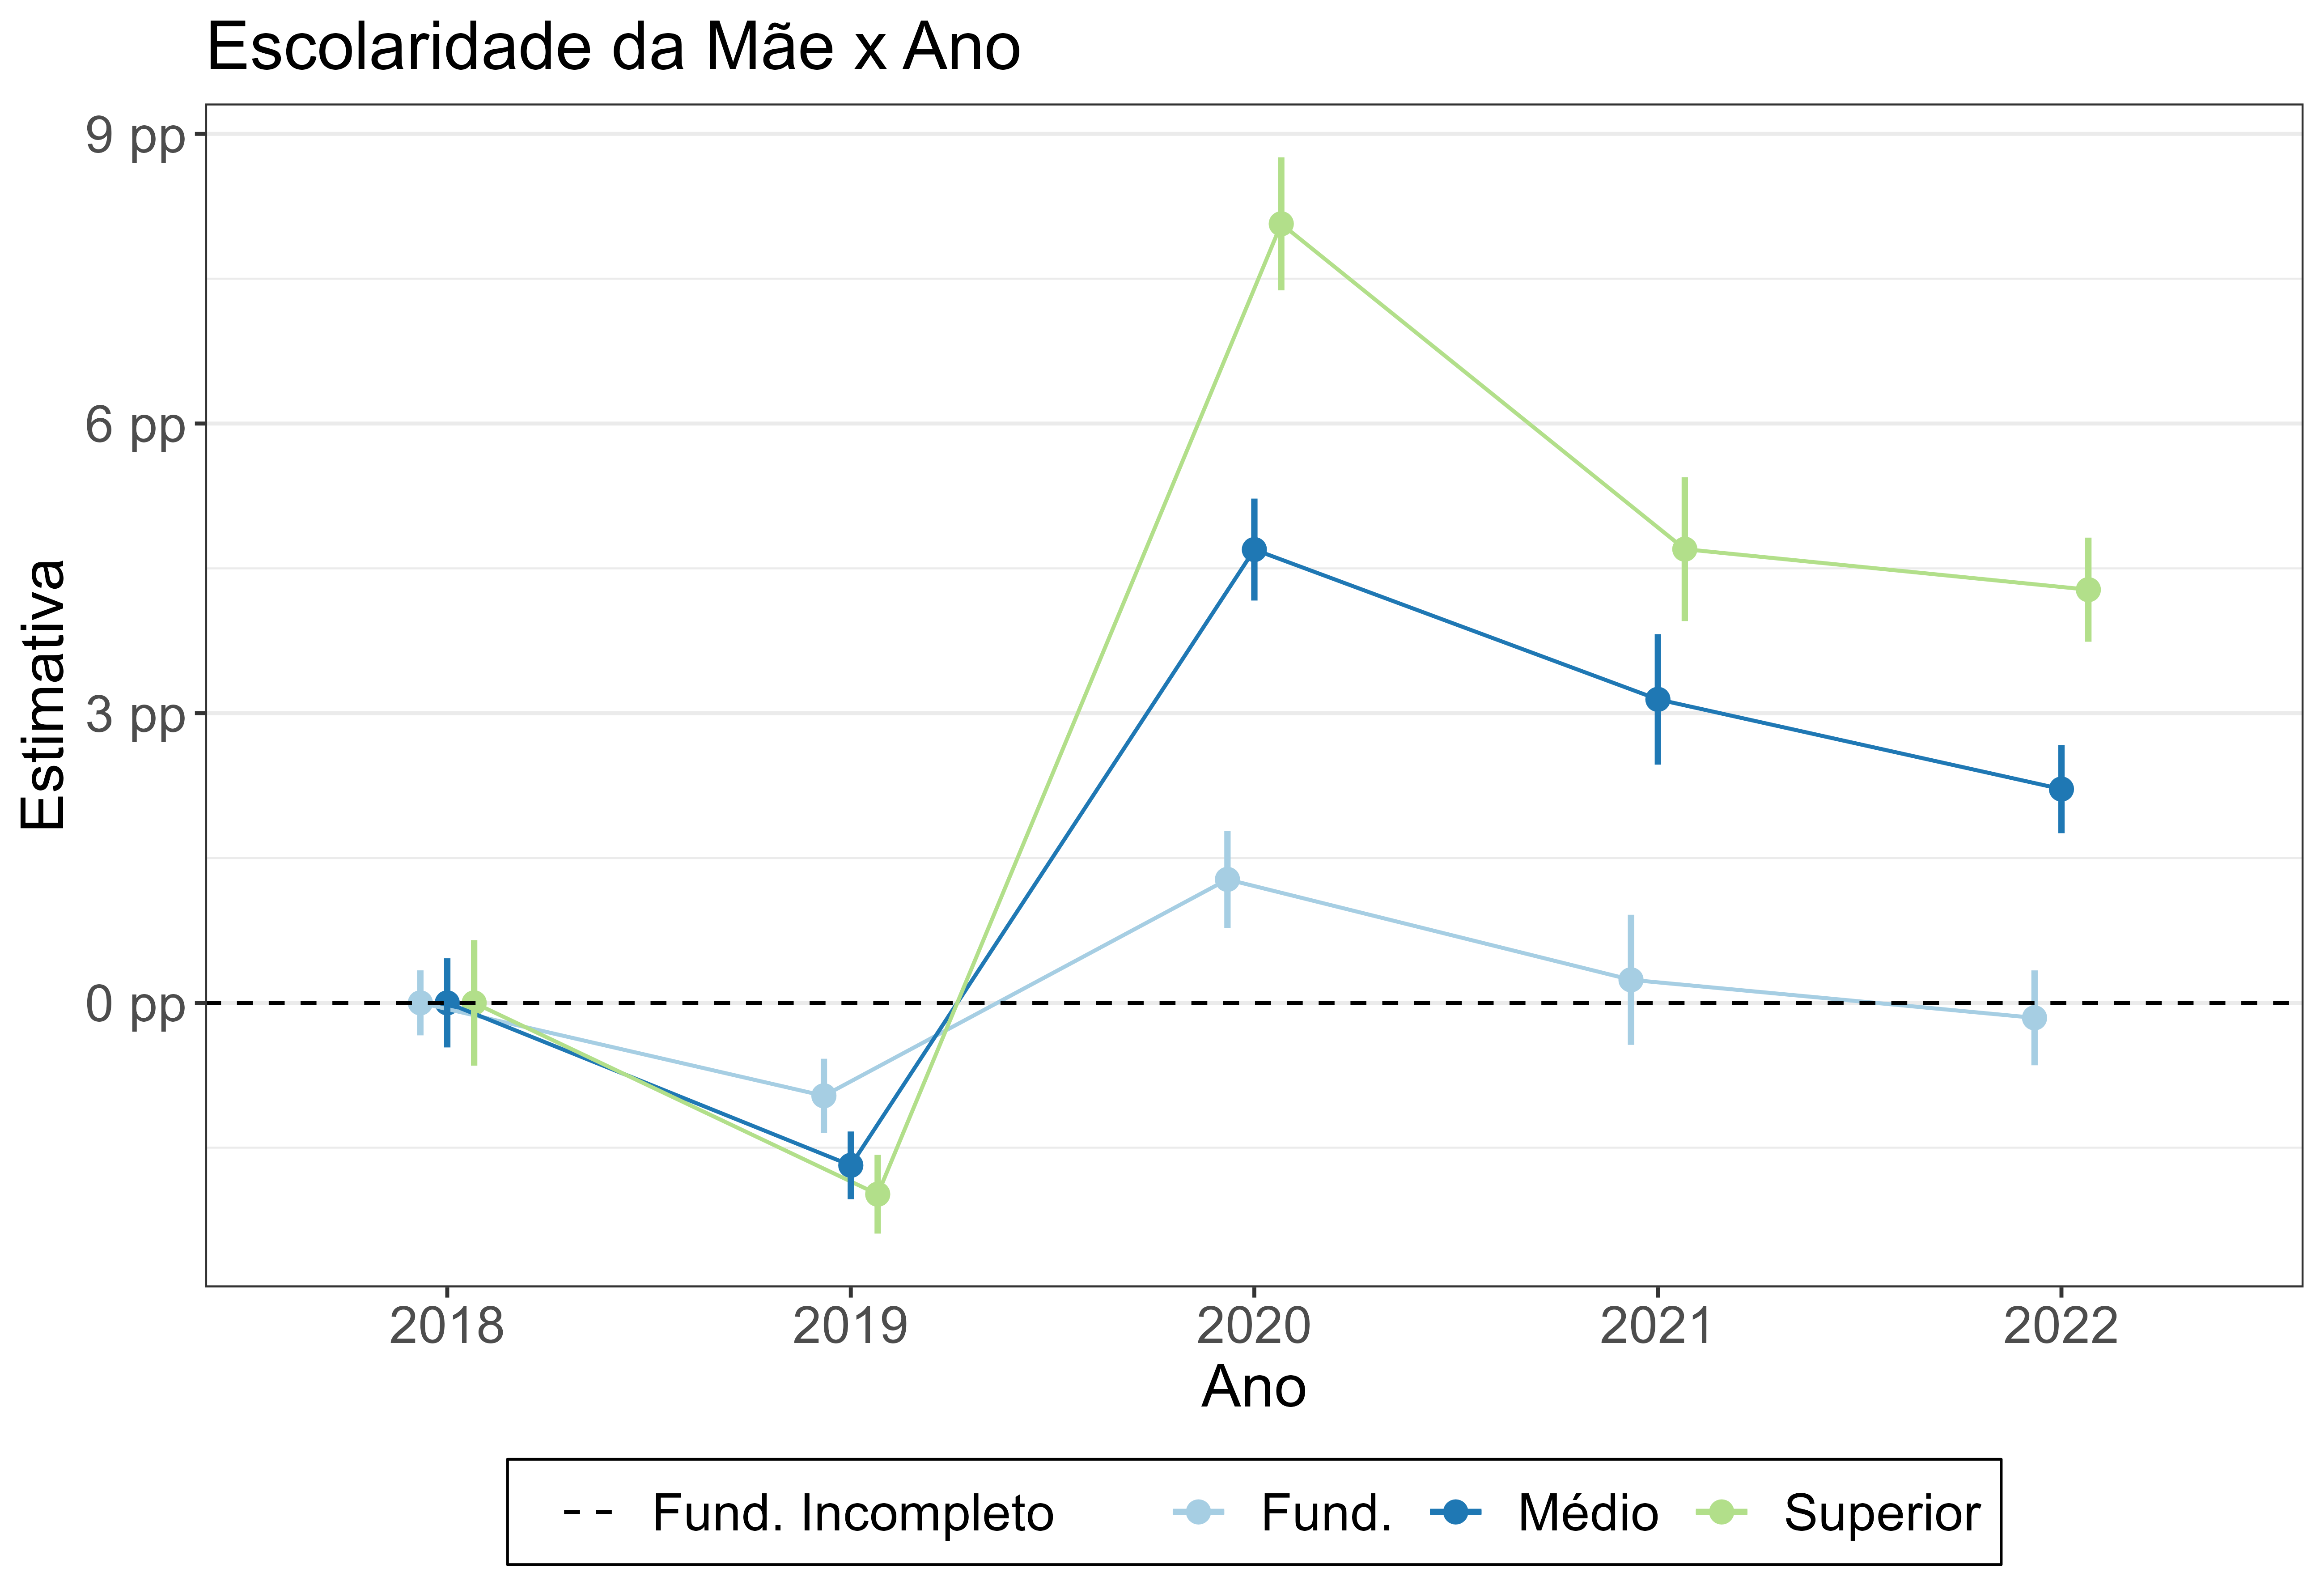 Escolaridade da Mãe x Ano
9 pp
6 pp
3 pp
0 pp
Estimativa
2018 2019 2020 2021 2022
Ano
Fund. Incompleto Fund. Médio Superior